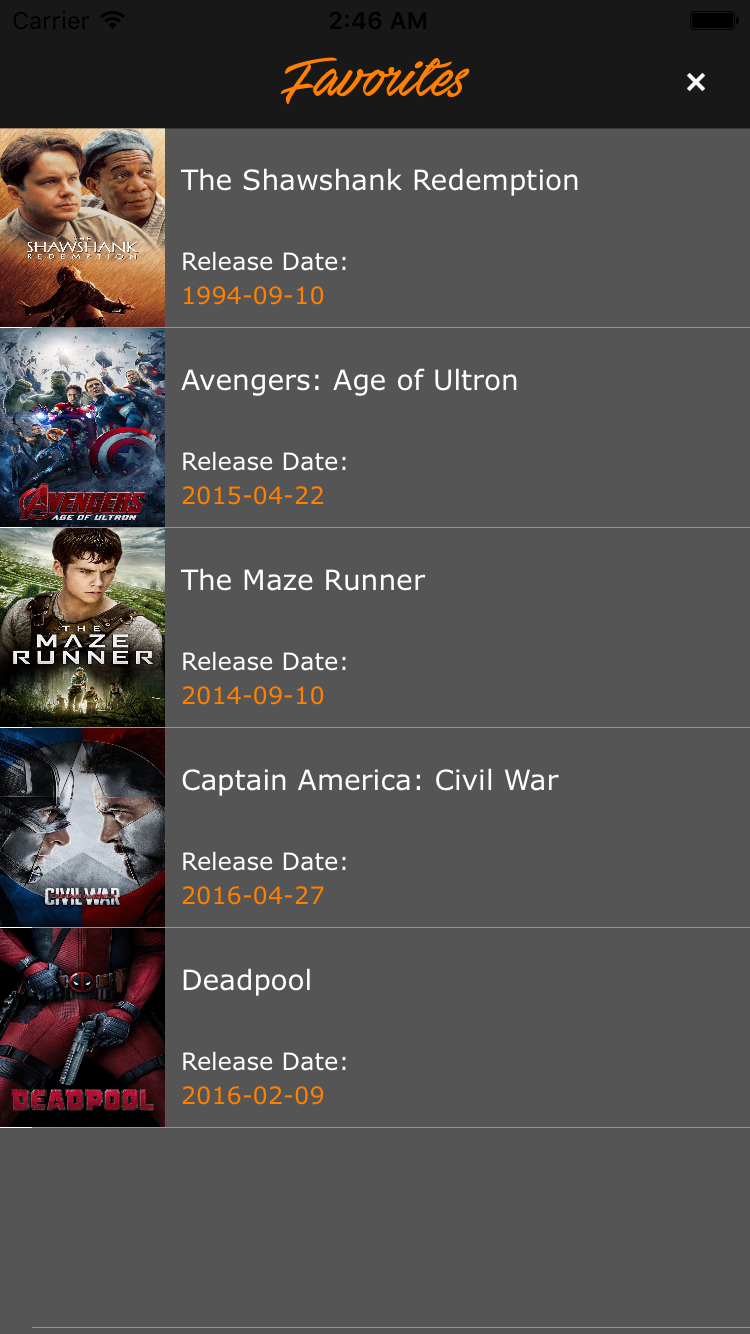 Carrier 2:46 AM
Favorites ×
The Shawshank Redemption
THE
SHAWSHANK
REDEMPTION
Release Date:
1994-09-10
Avengers: Age of Ultron
Release Date:
2015-04-22
AVENGERS
AGE OF ULTRON
The Maze Runner
THE
MAZE
RUNNER
Release Date:
2014-09-10
Captain America: Civil War
Release Date:
2016-04-27
CIVIL WAR
Deadpool
Release Date:
2016-02-09
DEADPOOL